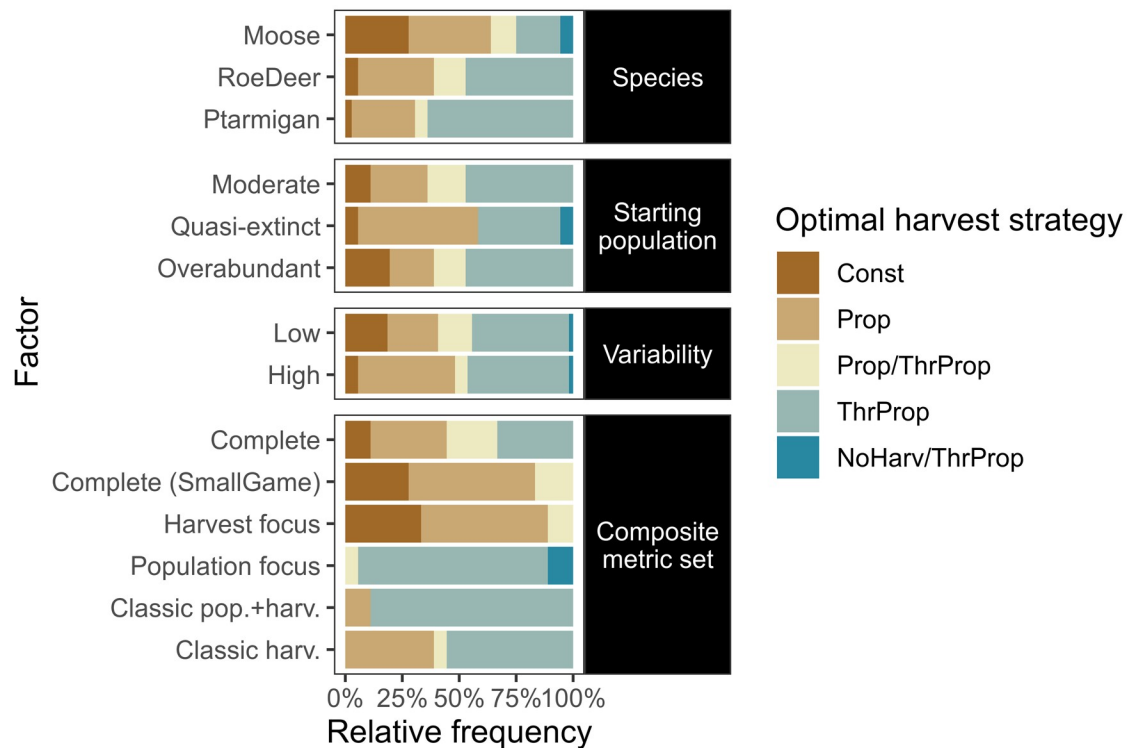 Factor
Moose
RoeDeer
Ptarmigan
Species
Moderate
Quasi-extinct
Overabundant
Starting
population
Low
High
Variability
Complete
Complete (SmallGame)
Harvest focus
Population focus
Classic pop.+harv.
Classic harv.
Composite
metric set
0% 25% 50% 75% 100%
Relative frequency
Optimal harvest strategy
Const
Prop
Prop/ThrProp
ThrProp
NoHarv/ThrProp